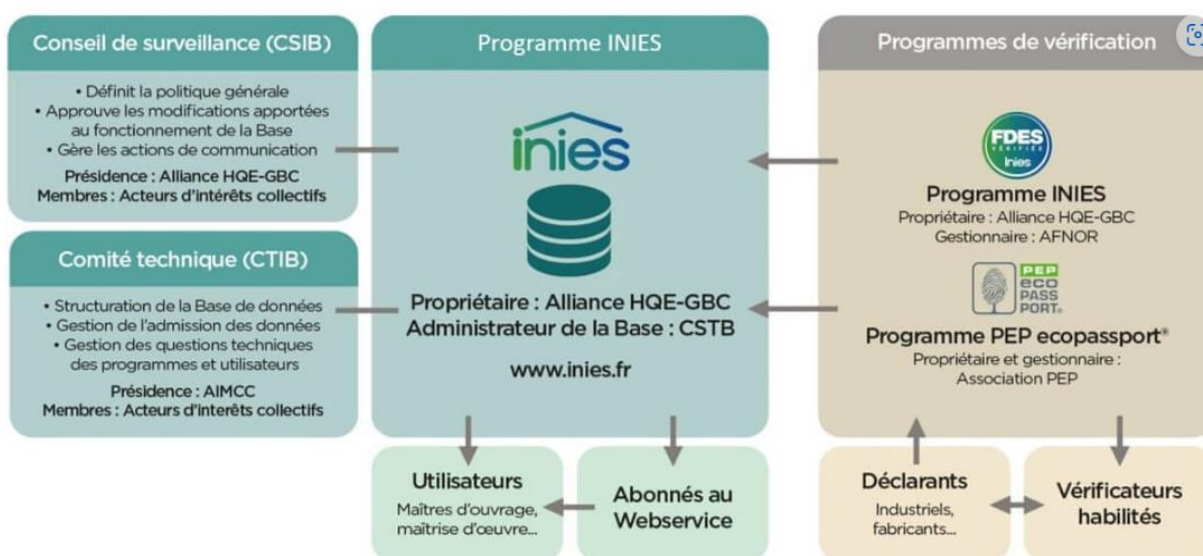 Conseil de surveillance (CSIB)
• Définit la politique générale
• Approuve les modifications apportées
au fonctionnement de la Base
• Gère les actions de communication
Présidence : Alliance HQE-GBC
Membres : Acteurs d'intérêts collectifs
Comité technique (CTIB)
• Structuration de la Base de données
• Gestion de l'admission des données
• Gestion des questions techniques
des programmes et utilisateurs
Présidence : AIMCC
Membres : Acteurs d'interêts collectifs
Programme INIES
inies
Propriétaire : Alliance HQE-GBC
Administrateur de la Base : CSTB
www.inies.fr
Utilisateurs
Maîtres d'ouvrage,
maîtrise d'œuvre...
Abonnés au
Webservice
Programmes de vérification
FDES
VÉRIFIÉE
inies
Programme INIES
Propriétaire : Alliance HQE-GBC
Gestionnaire : AFNOR
PEP
eco
PASS
PORT®
Programme PEP ecopassport®
Propriétaire et gestionnaire :
Association PEP
Déclarants
Industriels,
fabricants...
Vérificateurs
habilités